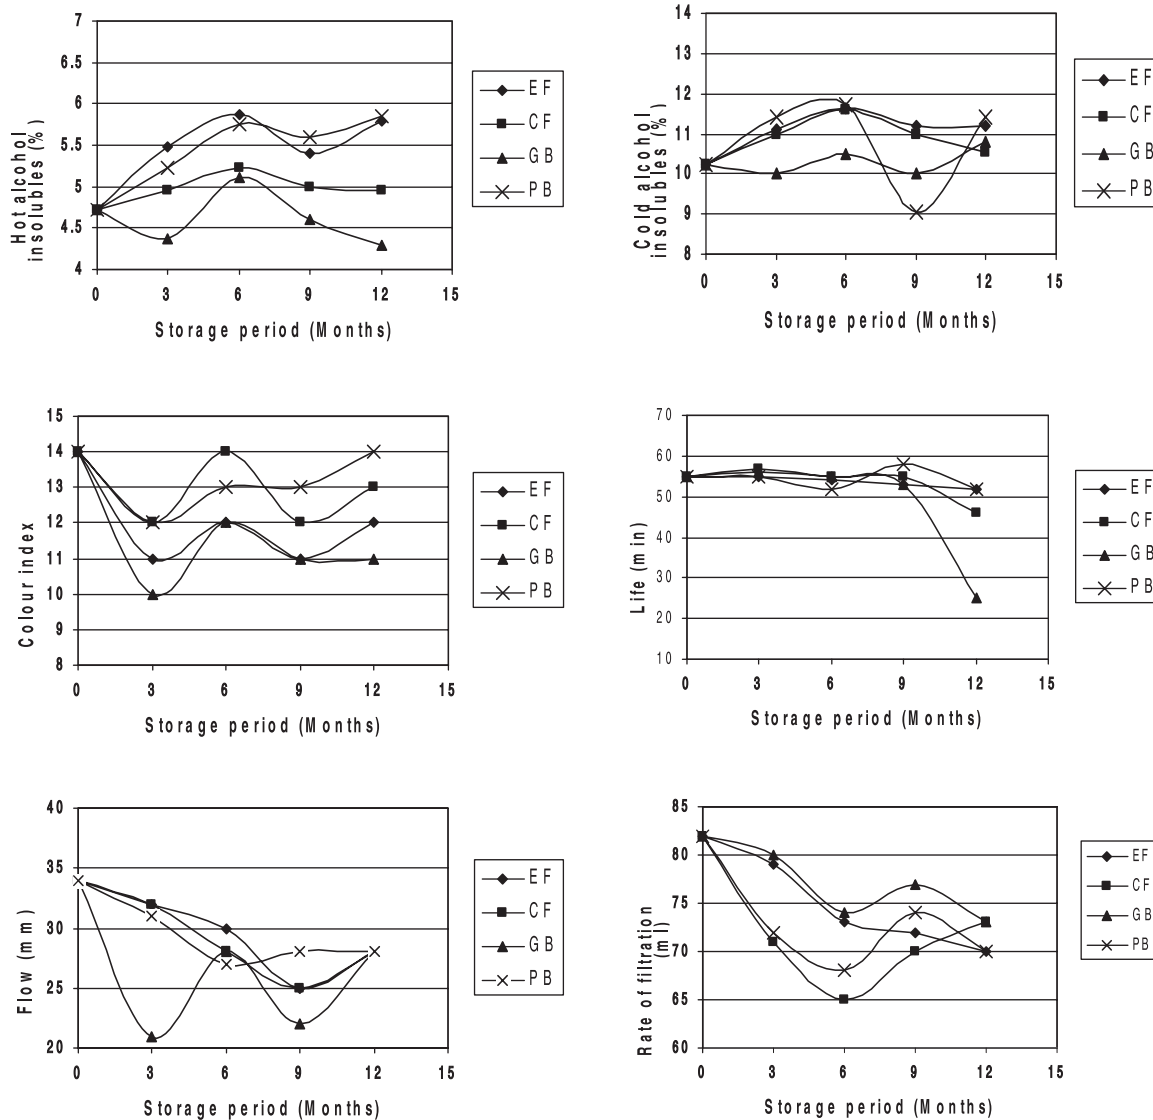 7
6.5
6
5.5
5
4.5
4
0 3 6 9 12 15
Hot alcohol
insolubles (%)
Storage period (Months)
EF
CF
GB
PB
14
13
12
11
10
9
8
0 3 6 9 12 15
Cold alcohol
insolubles (%)
Storage period (Months)
EF
CF
GB
PB
15
14
13
12
11
10
9
8
0 3 6 9 12 15
Colour index
Storage period (Months)
EF
CF
GB
PB
70
60
50
40
30
20
10
0 3 6 9 12 15
Life (min)
Storage period (Months)
EF
CF
GB
PB
40
35
30
25
20
0 3 6 9 12 15
Flow (mm)
Storage period (Months)
EF
CF
GB
PB
85
80
75
70
65
60
0 3 6 9 12 15
Rate of filtration
(ml)
Storage period (Months)
EF
CF
GB
PB